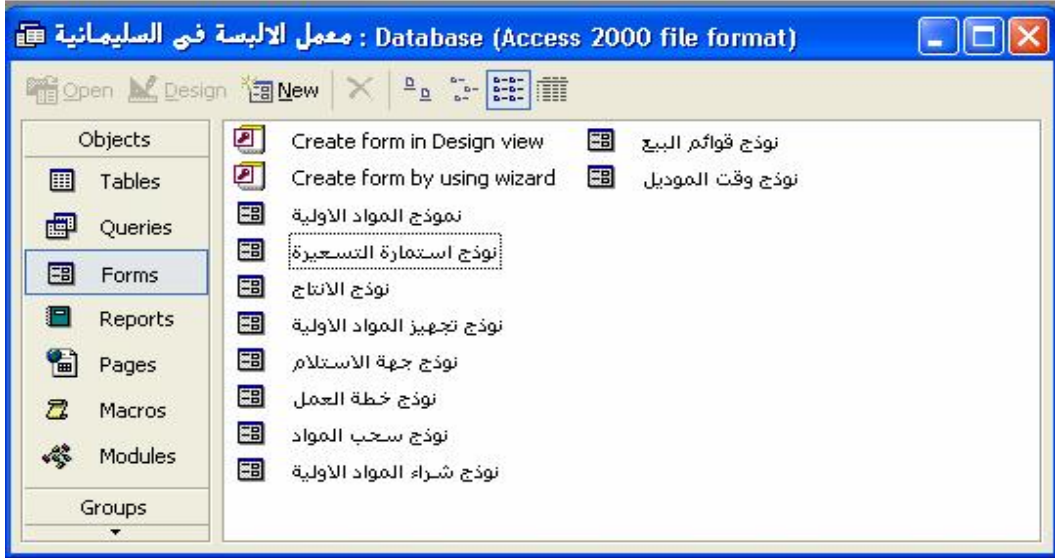 معمل الالبسة في السليمانية : Database (Access 2000 file format)
Open Design New
Objects
Tables
Queries
Forms
Reports
Pages
Macros
Modules
Groups
Create form in Design view
Create form by using wizard
نموذج المواد الاولية
نوذج استمارة التسعيرة
نوذج الانتاج
نوذج تجهيز المواد الاولية
نوذج جهة الاستلام
نوذج خطة العمل
نوذج سحب المواد
نوذج شراء المواد الاولية
نوذج قوائم البيع
نوذج وقت الموديل